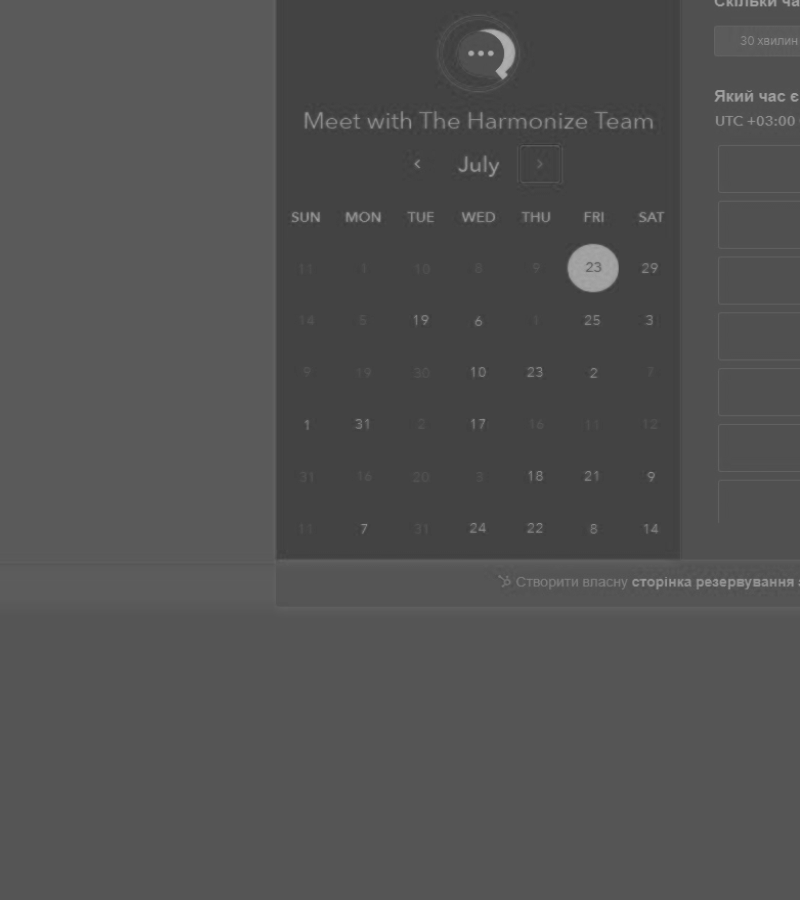 Meet with The Harmonize Team
July
SUN MON TUE WED THU FRI SAT
11 1 10 8 9 23 29
14 5 19 6 1 25 3
9 19 30 10 23 2 7
1 31 2 17 16 11 12
31 16 20 3 18 21 9
11 7 31 24 22 8 14
Скільки ча
30 хвилин
Який час є
UTC +03:00
Створити власну сторінка резервування